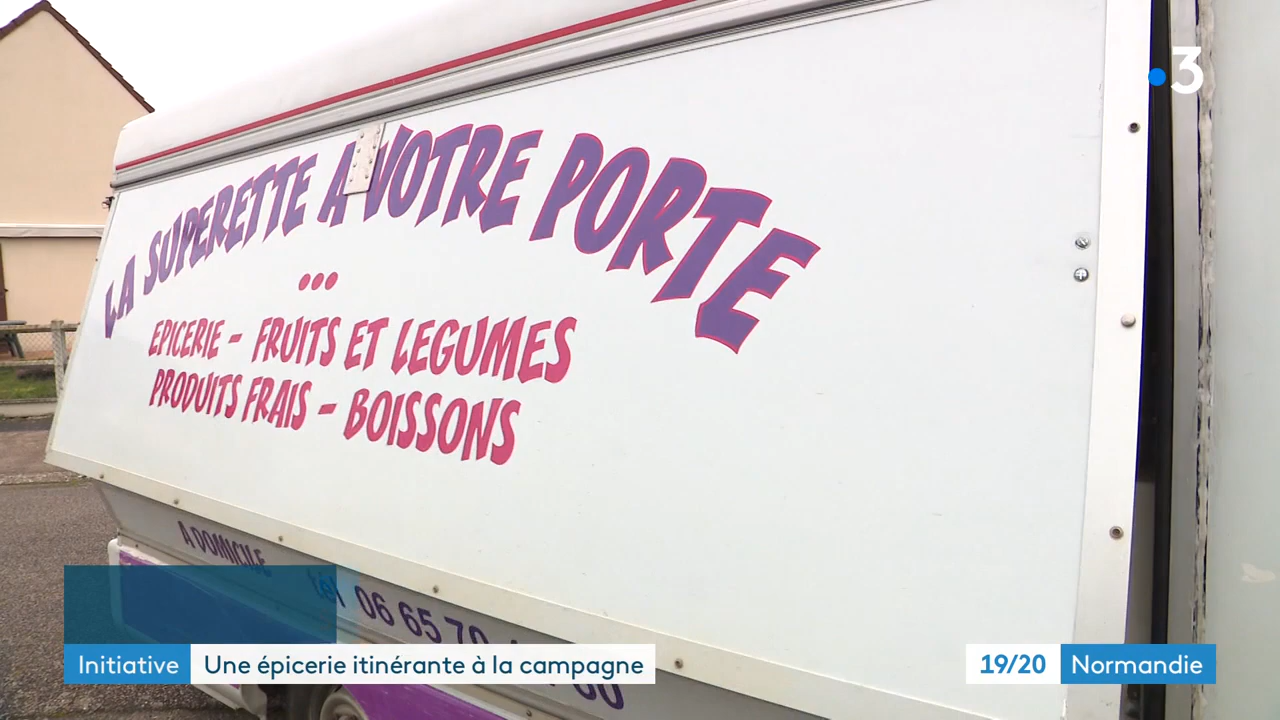 3
LA SUPERETTE A VOTRE PORTE
...
EPICERIE - FRUITS ET LEGUMES
PRODUITS FRAIS - BOISSONS
A DOMICILE
tél 06 65 70
Initiative Une épicerie itinérante à la campagne
19/20 Normandie